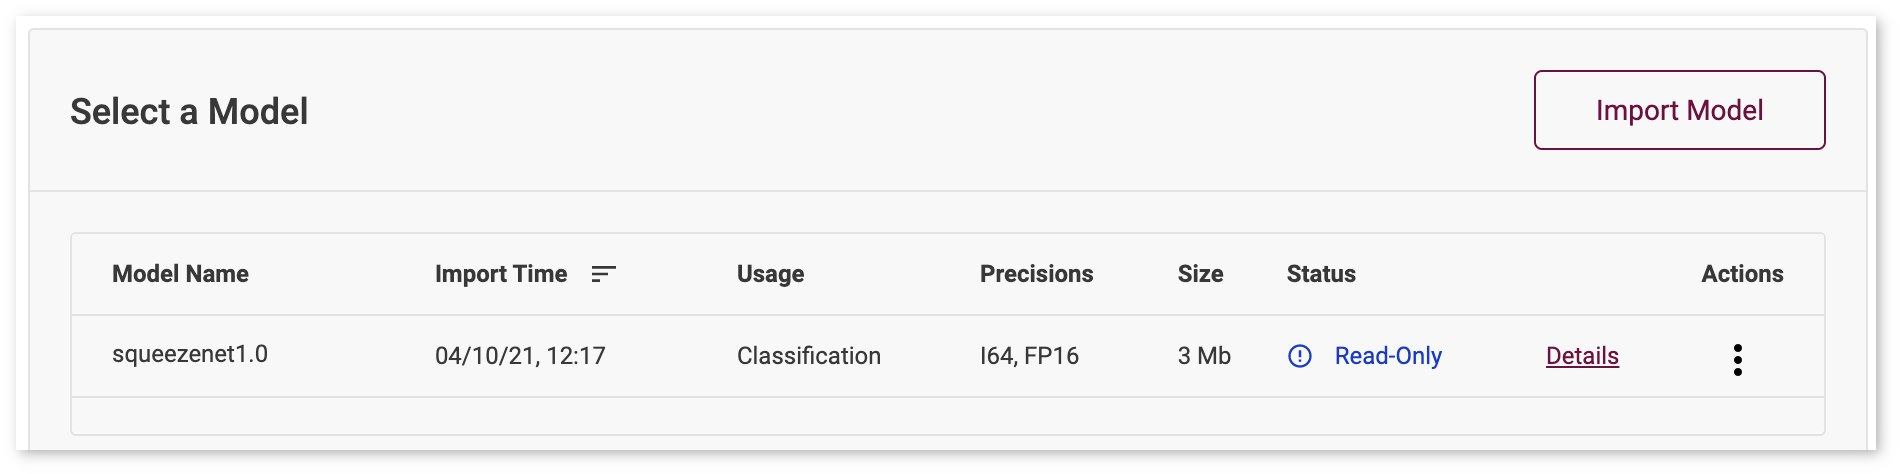 Select a Model
Import Model
Model Name Import Time Usage Precisions Size Status Actions
squeezenet1.0 04/10/21, 12:17 Classification I64, FP16 3 Mb Read-Only Details